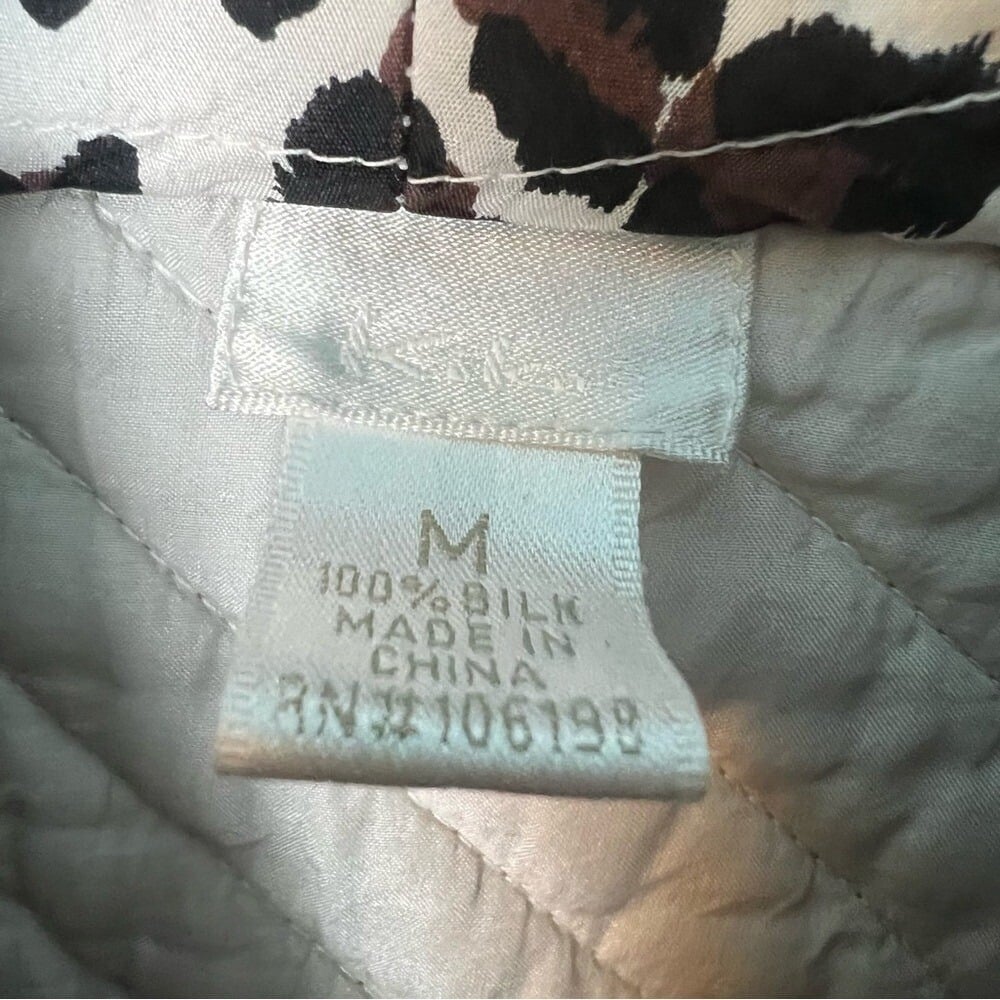 M
100% SILK
MADE IN
CHINA
RN#106198